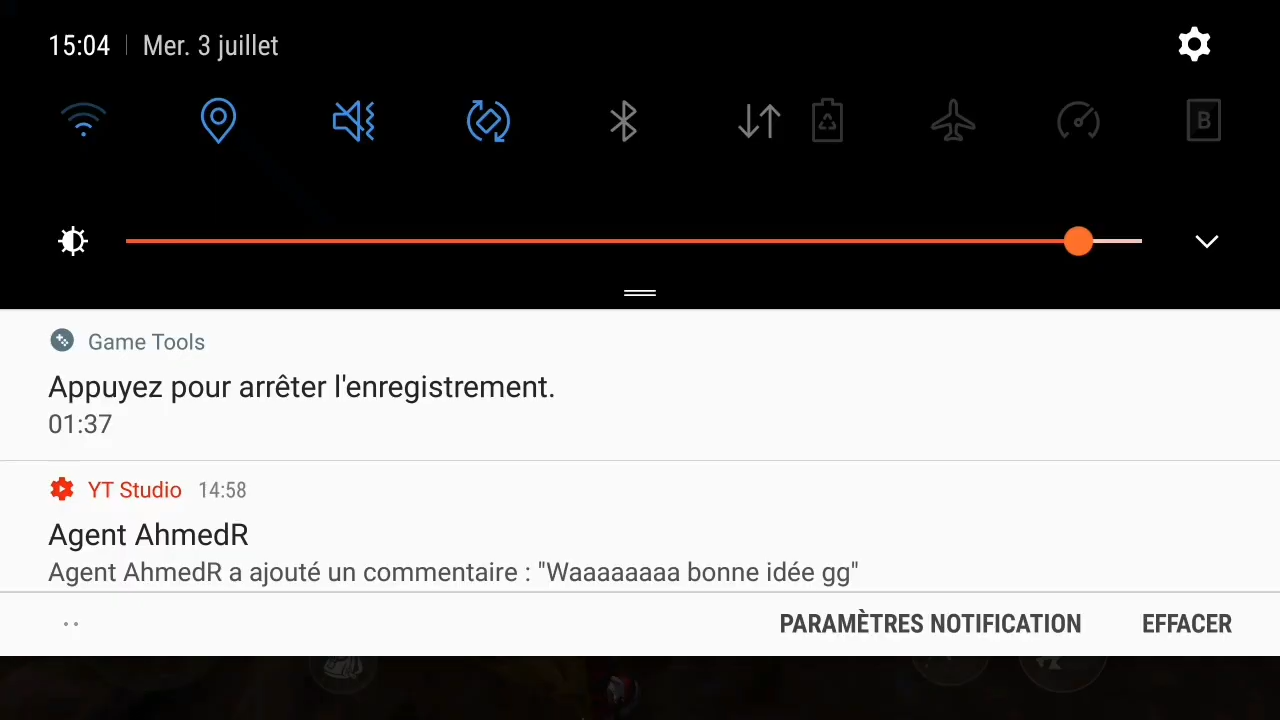 15:04 | Mer. 3 juillet
B
Game Tools
Appuyez pour arrêter l'enregistrement.
01:37
YT Studio 14:58
Agent AhmedR
Agent AhmedR a ajouté un commentaire : "Waaaaaaaa bonne idée gg"
PARAMÈTRES NOTIFICATION EFFACER